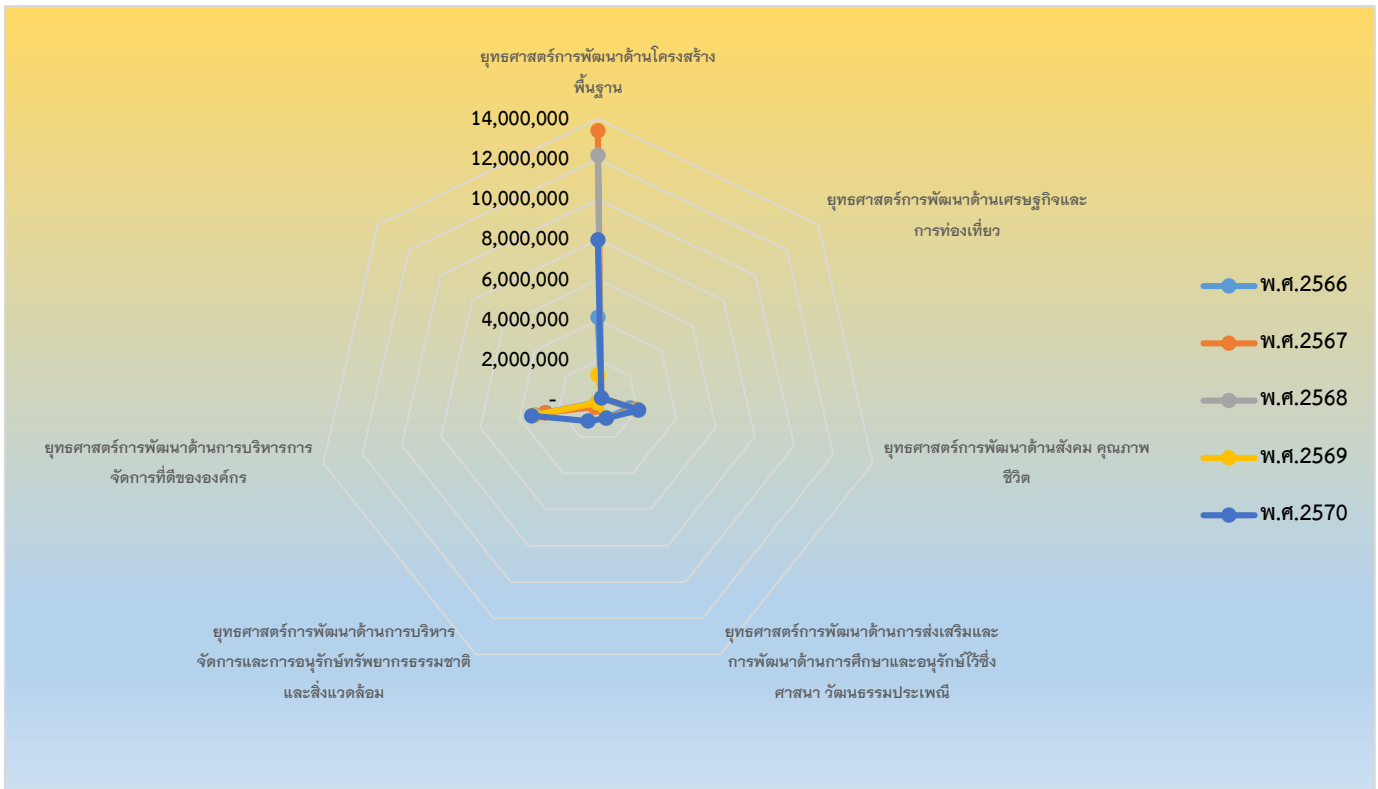 ยุทธศาสตร์การพัฒนาด้านโครงสร้าง
พื้นฐาน
14,000,000
12,000,000
10,000,000
8,000,000
6,000,000
4,000,000
2,000,000
-
ยุทธศาสตร์การพัฒนาด้านเศรษฐกิจและ
การท่องเที่ยว
ยุทธศาสตร์การพัฒนาด้านสังคม คุณภาพ
ชีวิต
ยุทธศาสตร์การพัฒนาด้านการส่งเสริมและ
การพัฒนาด้านการศึกษาและอนุรักษ์ไว้ซึ่ง
ศาสนา วัฒนธรรมประเพณี
ยุทธศาสตร์การพัฒนาด้านการบริหาร
จัดการและการอนุรักษ์ทรัพยากรธรรมชาติ
และสิ่งแวดล้อม
ยุทธศาสตร์การพัฒนาด้านการบริหารการ
จัดการที่ดีขององค์กร
พ.ศ.2566
พ.ศ.2567
พ.ศ.2568
พ.ศ.2569
พ.ศ.2570